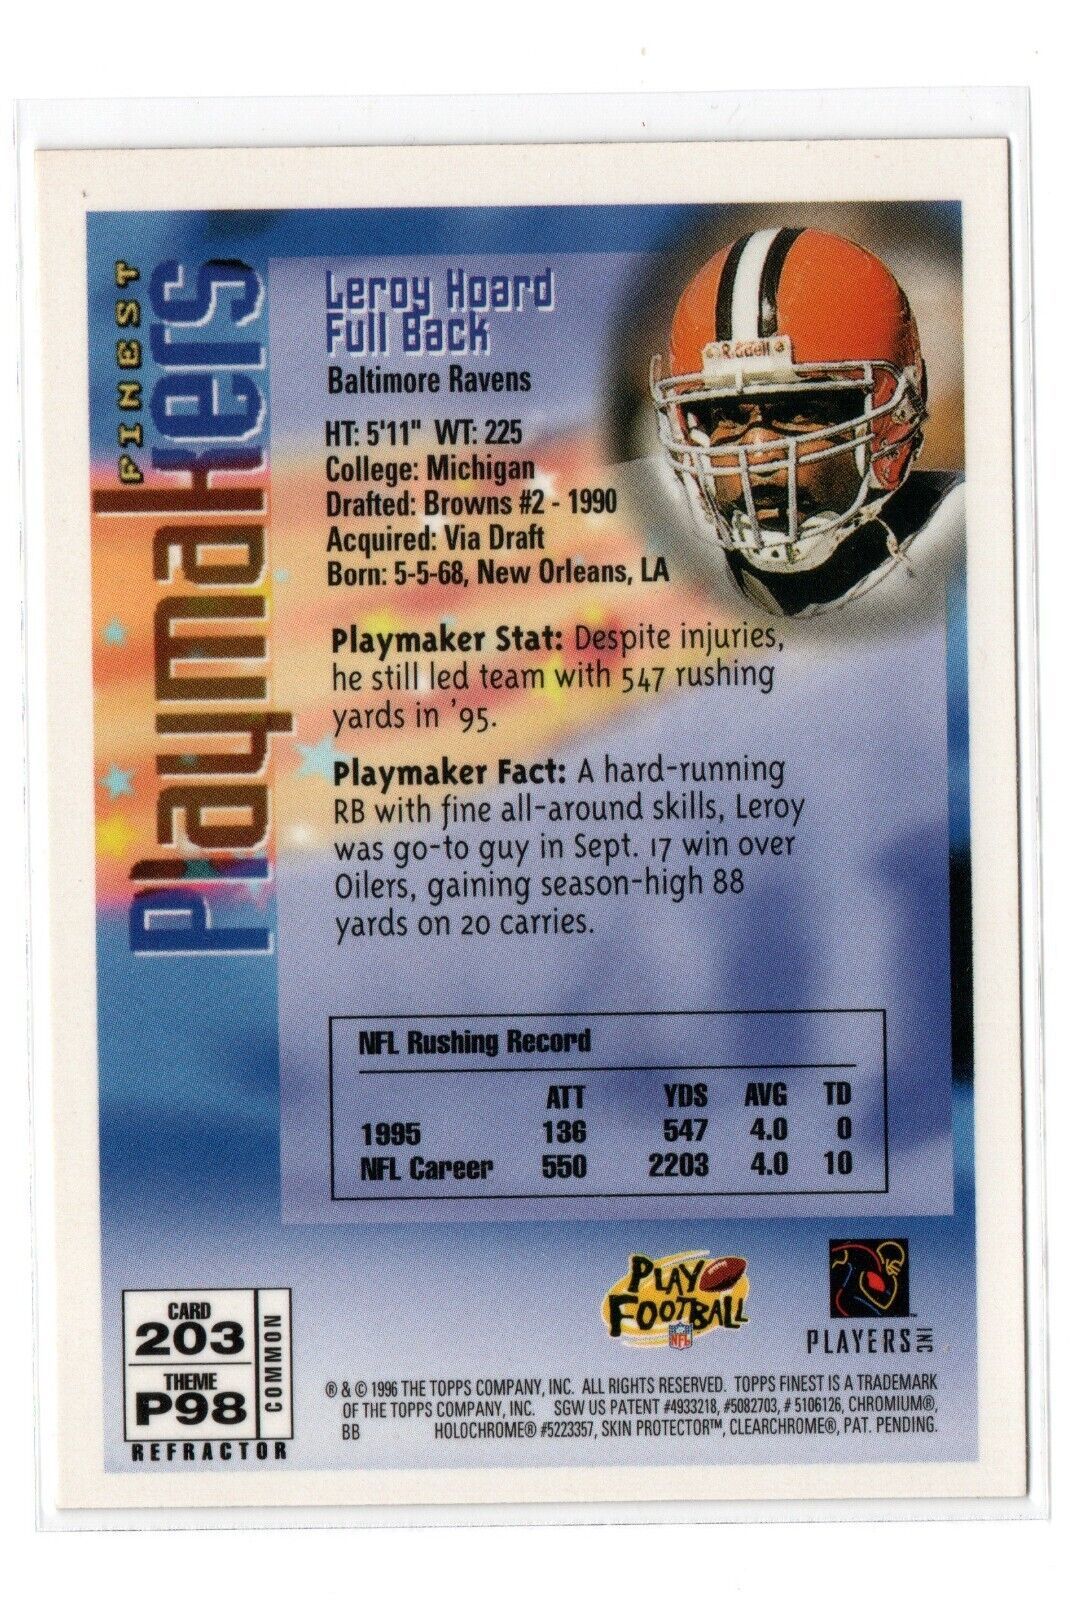 FINEST
Playmakers
Leroy Hoard
Full Back
Baltimore Ravens
HT: 5'11" WT: 225
College: Michigan
Drafted: Browns #2 - 1990
Acquired: Via Draft
Born: 5-5-68, New Orleans, LA
Riddell
Playmaker Stat: Despite injuries,
he still led team with 547 rushing
yards in '95.
Playmaker Fact: A hard-running
RB with fine all-around skills, Leroy
was go-to guy in Sept. 17 win over
Oilers, gaining season-high 88
yards on 20 carries.
NFL Rushing Record
ATT YDS AVG TD
1995 136 547 4.0 0
NFL Career 550 2203 4.0 10
CARD
203
THEME
P98
COMMON
REFRACTOR
PLAY
FOOTBALL
NFL
PLAYERS INC
® & © 1996 THE TOPPS COMPANY, INC. ALL RIGHTS RESERVED. TOPPS FINEST IS A TRADEMARK
OF THE TOPPS COMPANY, INC. SGW US PATENT #4933218, #5082703, # 5106126, CHROMIUM®,
BB HOLOCHROME® #5223357, SKIN PROTECTOR™, CLEARCHROME®, PAT. PENDING.